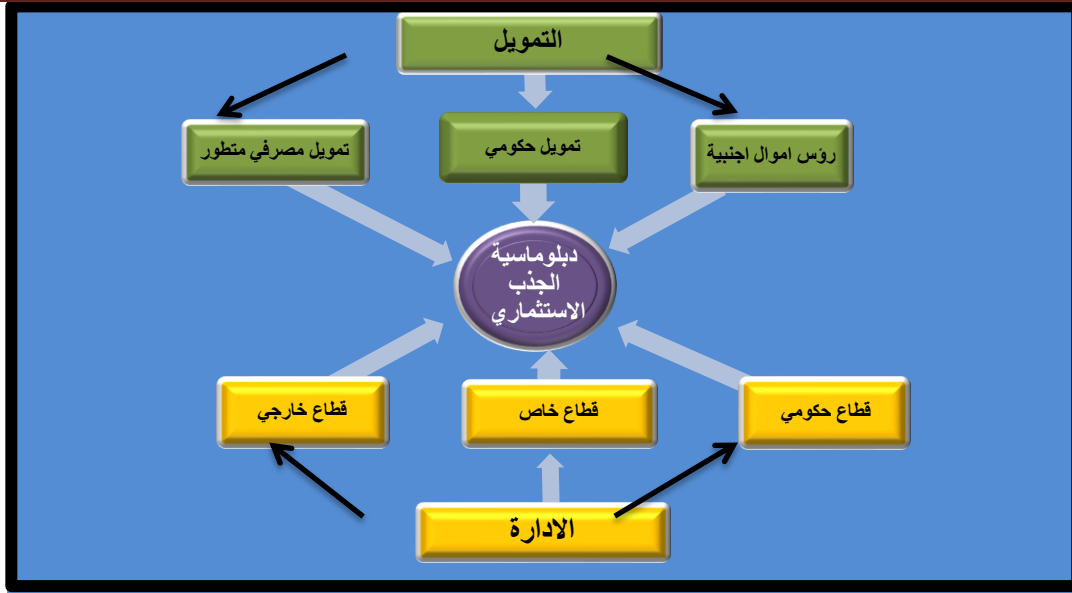 التمويل
رؤس اموال اجنبية
تمويل حكومي
تمويل مصرفي متطور
دبلوماسية
الجذب
الاستثماري
قطاع حكومي
قطاع خاص
قطاع خارجي
الادارة